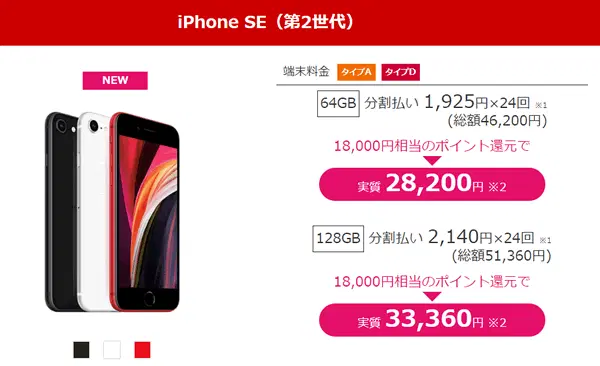 iPhone SE（第2世代）
NEW
端末料金 タイプA タイプD
64GB 分割払い 1,925円×24回 ※1
(総額46,200円)
18,000円相当のポイント還元で
実質 28,200円 ※2
128GB 分割払い 2,140円×24回 ※1
(総額51,360円)
18,000円相当のポイント還元で
実質 33,360円 ※2